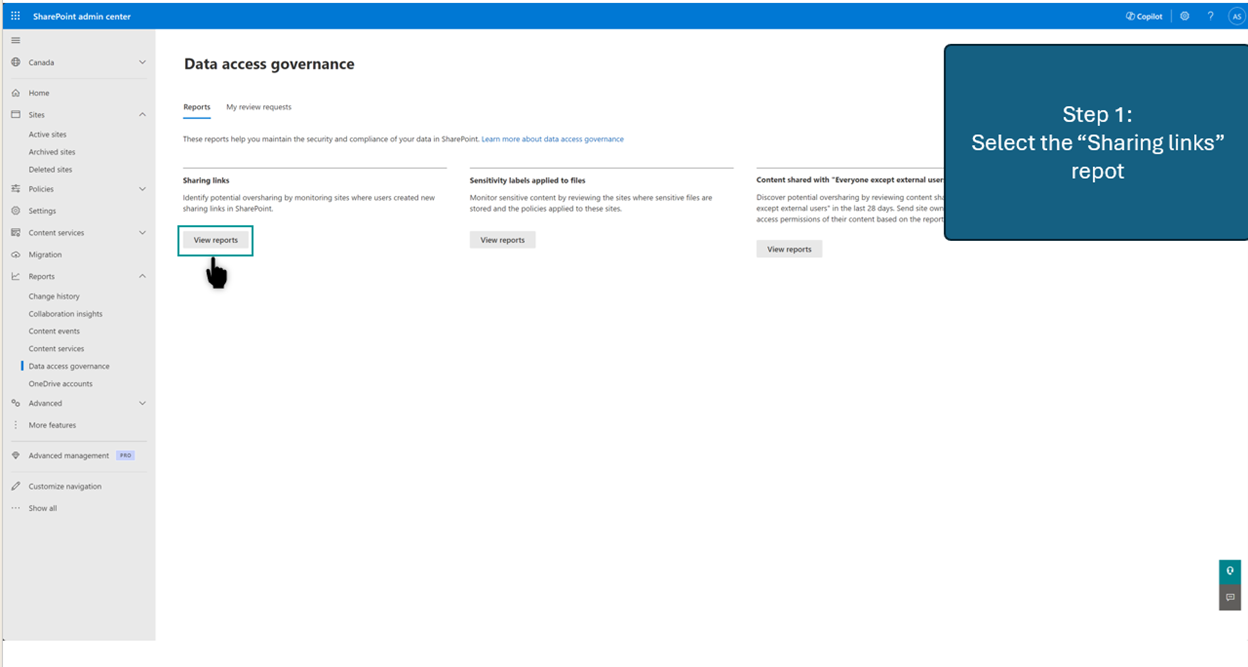 SharePoint admin center
Copilot
?
AS
Canada
Home
Sites
Active sites
Archived sites
Deleted sites
Policies
Settings
Content services
Migration
Reports
Change history
Collaboration insights
Content events
Content services
Data access governance
OneDrive accounts
Advanced
More features
Advanced management PRO
Customize navigation
Show all
Data access governance
Reports My review requests
These reports help you maintain the security and compliance of your data in SharePoint. Learn more about data access governance
Sharing links
Identify potential oversharing by monitoring sites where users created new
sharing links in SharePoint.
View reports
Sensitivity labels applied to files
Monitor sensitive content by reviewing the sites where sensitive files are
stored and the policies applied to these sites.
View reports
Content shared with "Everyone except external user
Discover potential oversharing by reviewing content sha
except external users" in the last 28 days. Send site own
access permissions of their content based on the report
View reports
Step 1:
Select the “Sharing links”
repot